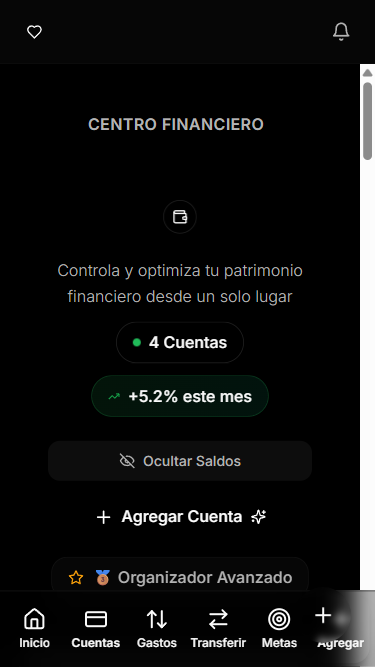 CENTRO FINANCIERO
Controla y optimiza tu patrimonio
financiero desde un solo lugar
4 Cuentas
+5.2% este mes
Ocultar Saldos
Agregar Cuenta
Organizador Avanzado
Inicio
Cuentas
Gastos
Transferir
Metas
Agregar